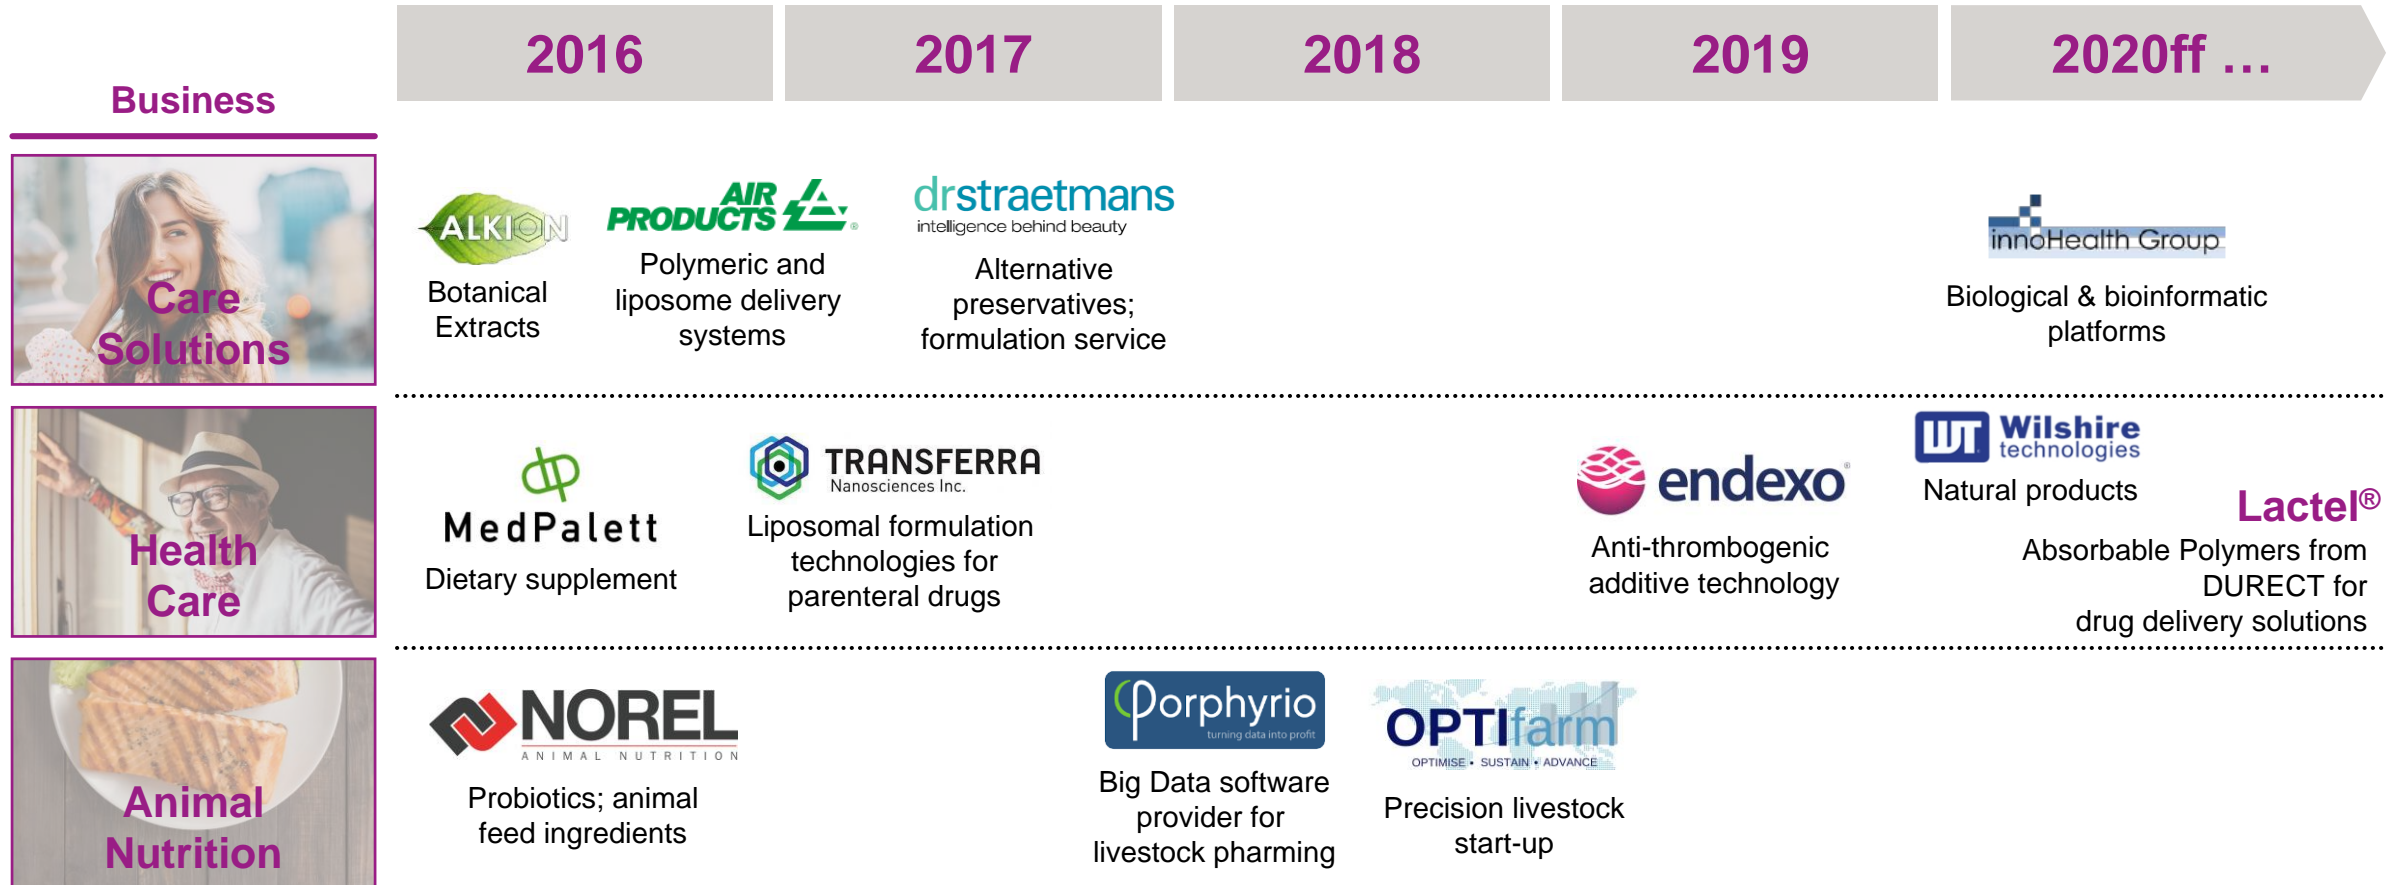 2016
2017
2018
2019
2020ff …
Business
Care
Solutions
ALKION
Botanical
Extracts
AIR
PRODUCTS
®
Polymeric and
liposome delivery
systems
drstraetmans
intelligence behind beauty
Alternative
preservatives;
formulation service
innoHealth Group
Biological & bioinformatic
platforms
Health
Care
MedPalett
Dietary supplement
TRANSFERRA
Nanosciences Inc.
Liposomal formulation
technologies for
parenteral drugs
endexo®
Anti-thrombogenic
additive technology
WT Wilshire
technologies
Natural products
Lactel®
Absorbable Polymers from
DURECT for
drug delivery solutions
Animal
Nutrition
NOREL
ANIMAL NUTRITION
Probiotics; animal
feed ingredients
Porphyrio
turning data into profit
Big Data software
provider for
livestock pharming
OPTIfarm
OPTIMISE • SUSTAIN • ADVANCE
Precision livestock
start-up